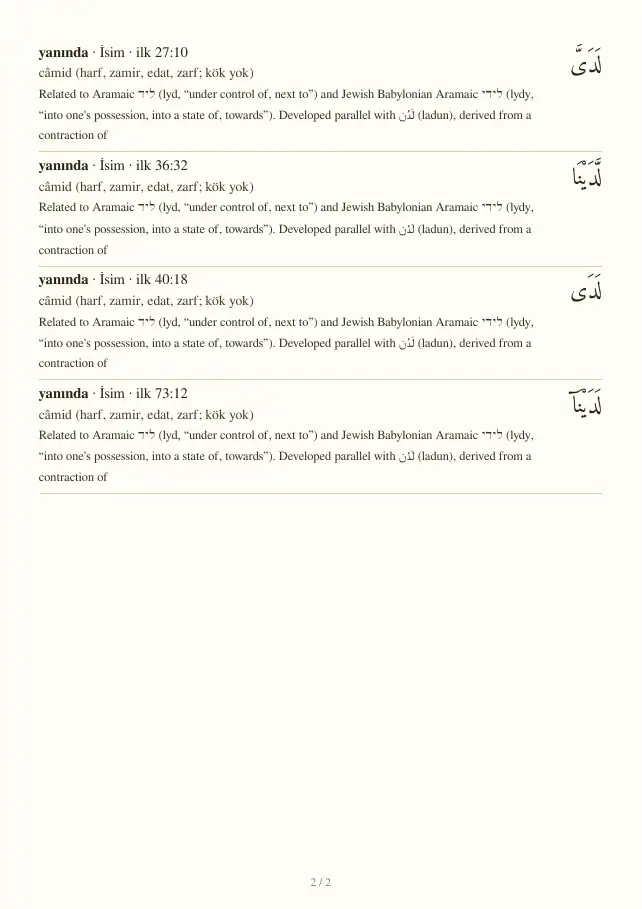 yanında · İsim · ilk 27:10 لَدَىَّ
câmid (harf, zamir, edat, zarf; kök yok)
Related to Aramaic ליד (lyd, “under control of, next to”) and Jewish Babylonian Aramaic לידי (lydy,
“into one's possession, into a state of, towards”). Developed parallel with لَدُن (ladun), derived from a
contraction of
yanında · İsim · ilk 36:32 لَّدَيْنَا
câmid (harf, zamir, edat, zarf; kök yok)
Related to Aramaic ליד (lyd, “under control of, next to”) and Jewish Babylonian Aramaic לידי (lydy,
“into one's possession, into a state of, towards”). Developed parallel with لَدُن (ladun), derived from a
contraction of
yanında · İsim · ilk 40:18 لَدَى
câmid (harf, zamir, edat, zarf; kök yok)
Related to Aramaic ליד (lyd, “under control of, next to”) and Jewish Babylonian Aramaic לידי (lydy,
“into one's possession, into a state of, towards”). Developed parallel with لَدُن (ladun), derived from a
contraction of
yanında · İsim · ilk 73:12 لَدَيْنَآ
câmid (harf, zamir, edat, zarf; kök yok)
Related to Aramaic ליד (lyd, “under control of, next to”) and Jewish Babylonian Aramaic לידי (lydy,
“into one's possession, into a state of, towards”). Developed parallel with لَدُن (ladun), derived from a
contraction of
2 / 2